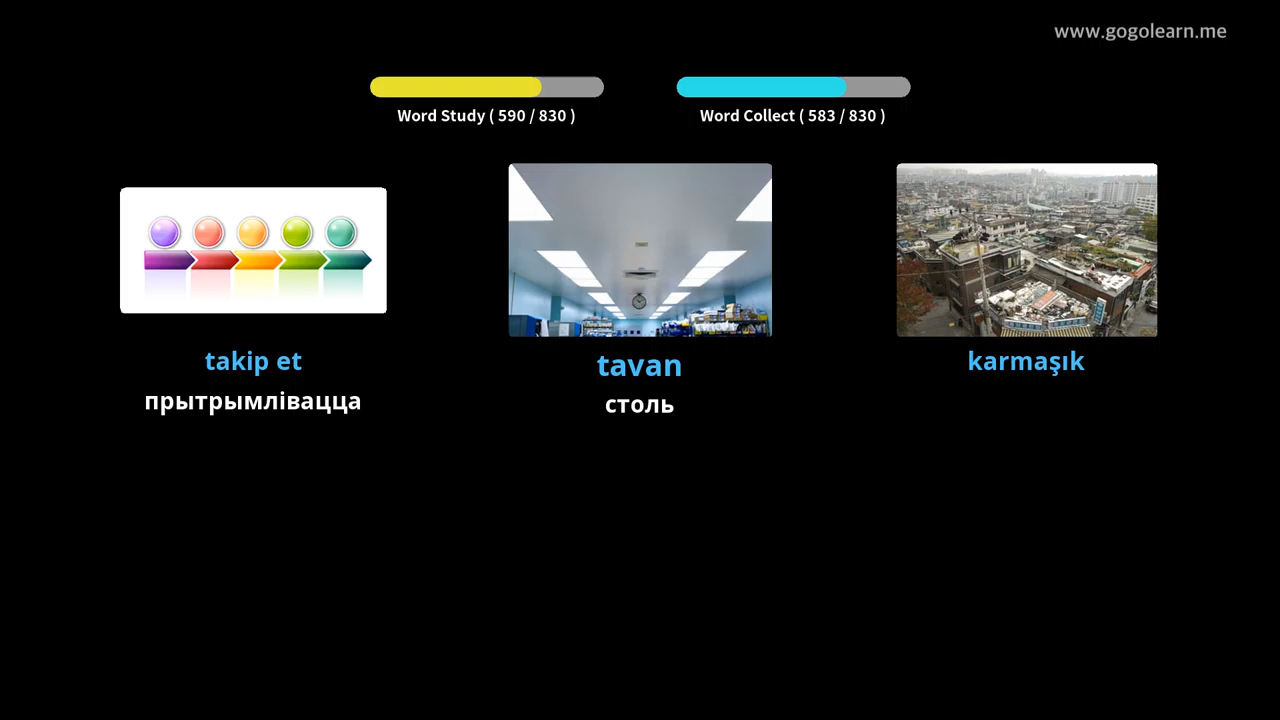 www.gogolearn.me
Word Study ( 590 / 830 )
Word Collect ( 583 / 830 )
takip et
прытрымлівацца
tavan
столь
karmaşık